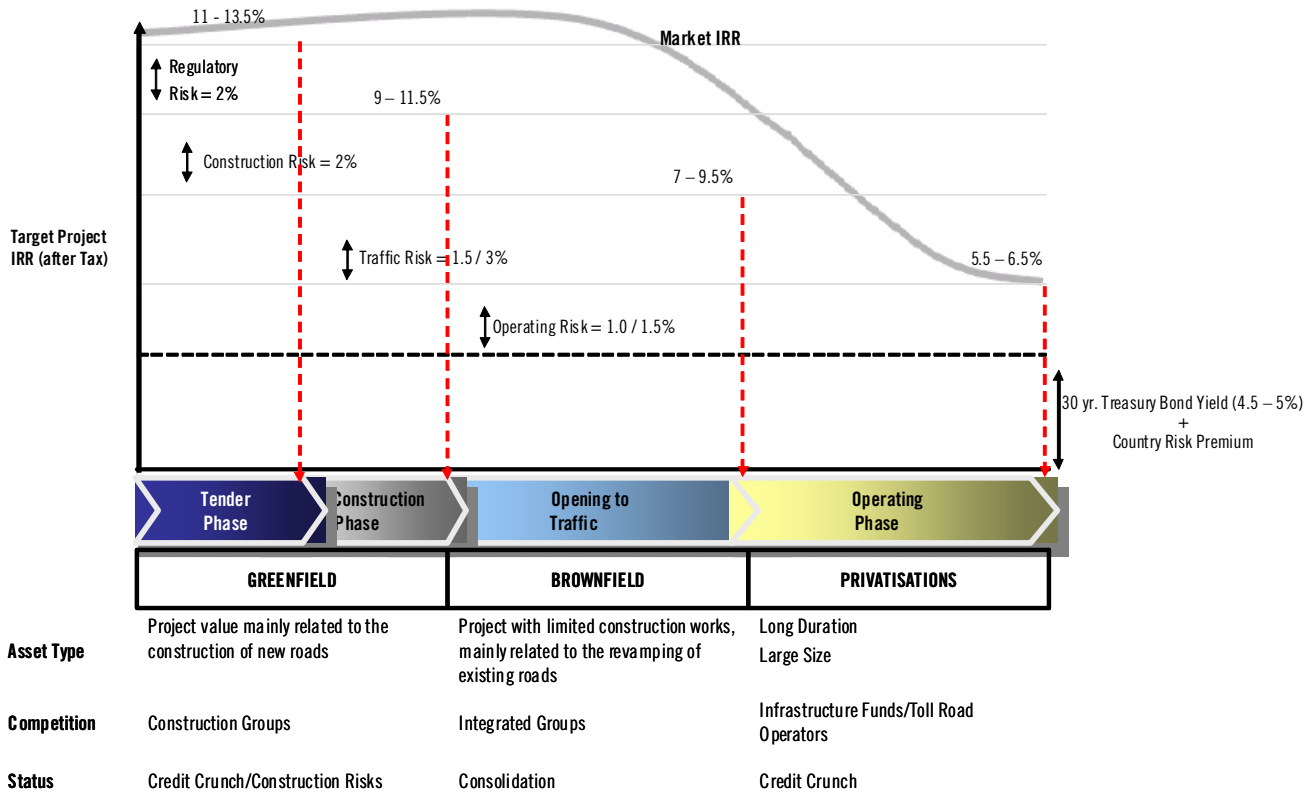 11 - 13.5%
Market IRR
Regulatory
Risk = 2%
9 – 11.5%
Construction Risk = 2%
7 – 9.5%
Target Project
IRR (after Tax)
Traffic Risk = 1.5 / 3%
5.5 – 6.5%
Operating Risk = 1.0 / 1.5%
30 yr. Treasury Bond Yield (4.5 – 5%)
+
Country Risk Premium
Tender
Phase
Construction
Phase
Opening to
Traffic
Operating
Phase
GREENFIELD
BROWNFIELD
PRIVATISATIONS
Asset Type
Project value mainly related to the
construction of new roads
Project with limited construction works,
mainly related to the revamping of
existing roads
Long Duration
Large Size
Competition
Construction Groups
Integrated Groups
Infrastructure Funds/Toll Road
Operators
Status
Credit Crunch/Construction Risks
Consolidation
Credit Crunch